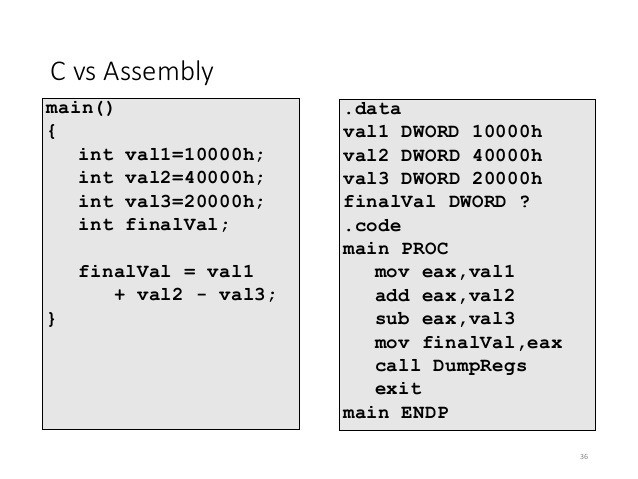 C vs Assembly
main()
{
int val1=10000h;
int val2=40000h;
int val3=20000h;
int finalVal;
finalVal = val1
+ val2 - val3;
}
.data
val1 DWORD 10000h
val2 DWORD 40000h
val3 DWORD 20000h
finalVal DWORD ?
.code
main PROC
mov eax,val1
add eax,val2
sub eax,val3
mov finalVal,eax
call DumpRegs
exit
main ENDP
36